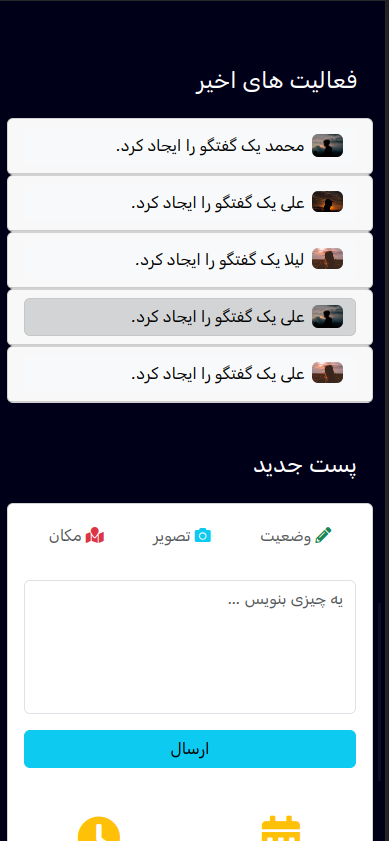 فعالیت های اخیر
محمد یک گفتگو را ایجاد کرد.
علی یک گفتگو را ایجاد کرد.
لیلا یک گفتگو را ایجاد کرد.
علی یک گفتگو را ایجاد کرد.
علی یک گفتگو را ایجاد کرد.
پست جدید
وضعیت تصویر مکان
یه چیزی بنویس ...
ارسال